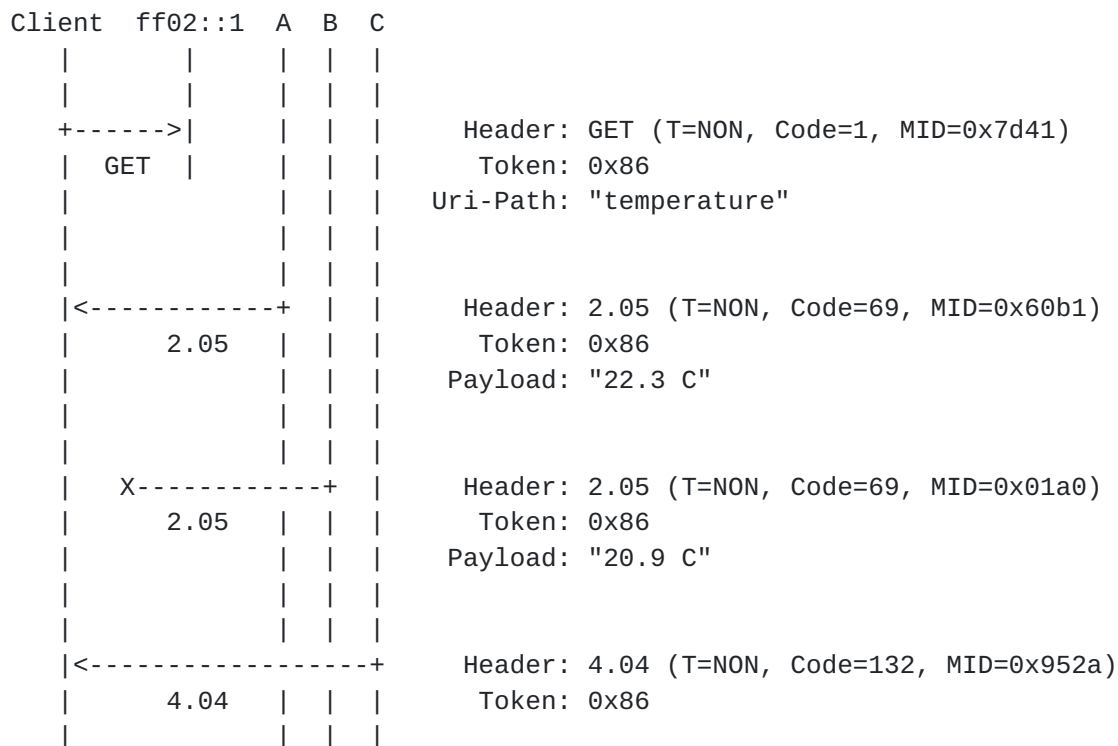 Client  ff02::1  A  B  C
   |       |     |  |  |
   |       |     |  |  |
   +------>|     |  |  |     Header: GET (T=NON, Code=1, MID=0x7d41)
   |  GET  |     |  |  |      Token: 0x86
   |             |  |  |   Uri-Path: "temperature"
   |             |  |  |
   |             |  |  |
   |<------------+  |  |     Header: 2.05 (T=NON, Code=69, MID=0x60b1)
   |      2.05   |  |  |      Token: 0x86
   |             |  |  |    Payload: "22.3 C"
   |             |  |  |
   |             |  |  |
   |   X------------+  |     Header: 2.05 (T=NON, Code=69, MID=0x01a0)
   |      2.05   |  |  |      Token: 0x86
   |             |  |  |    Payload: "20.9 C"
   |             |  |  |
   |             |  |  |
   |<------------------+     Header: 4.04 (T=NON, Code=132, MID=0x952a)
   |      4.04   |  |  |      Token: 0x86
   |             |  |  |